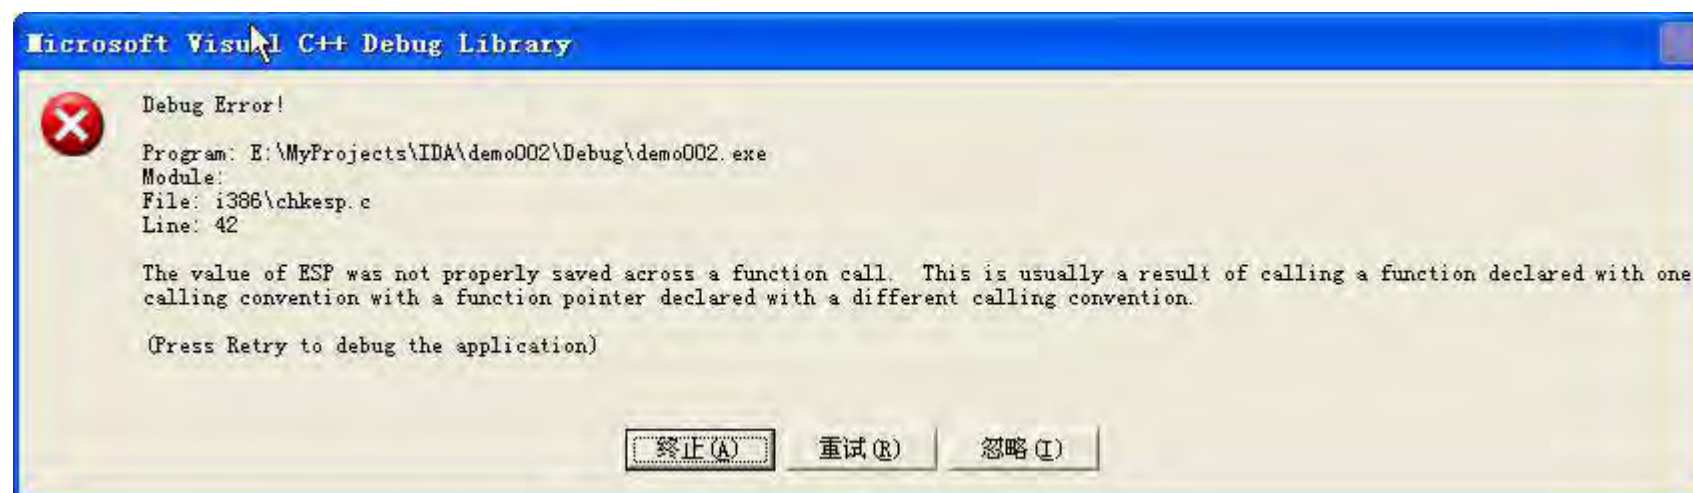 Microsoft Visual C++ Debug Library
Debug Error!
Program: E:\MyProjects\IDA\demo002\Debug\demo002.exe
Module:
File: i386\chkesp.c
Line: 42
The value of ESP was not properly saved across a function call.  This is usually a result of calling a function declared with one
calling convention with a function pointer declared with a different calling convention.
(Press Retry to debug the application)
终止(A) 重试(R) 忽略(I)